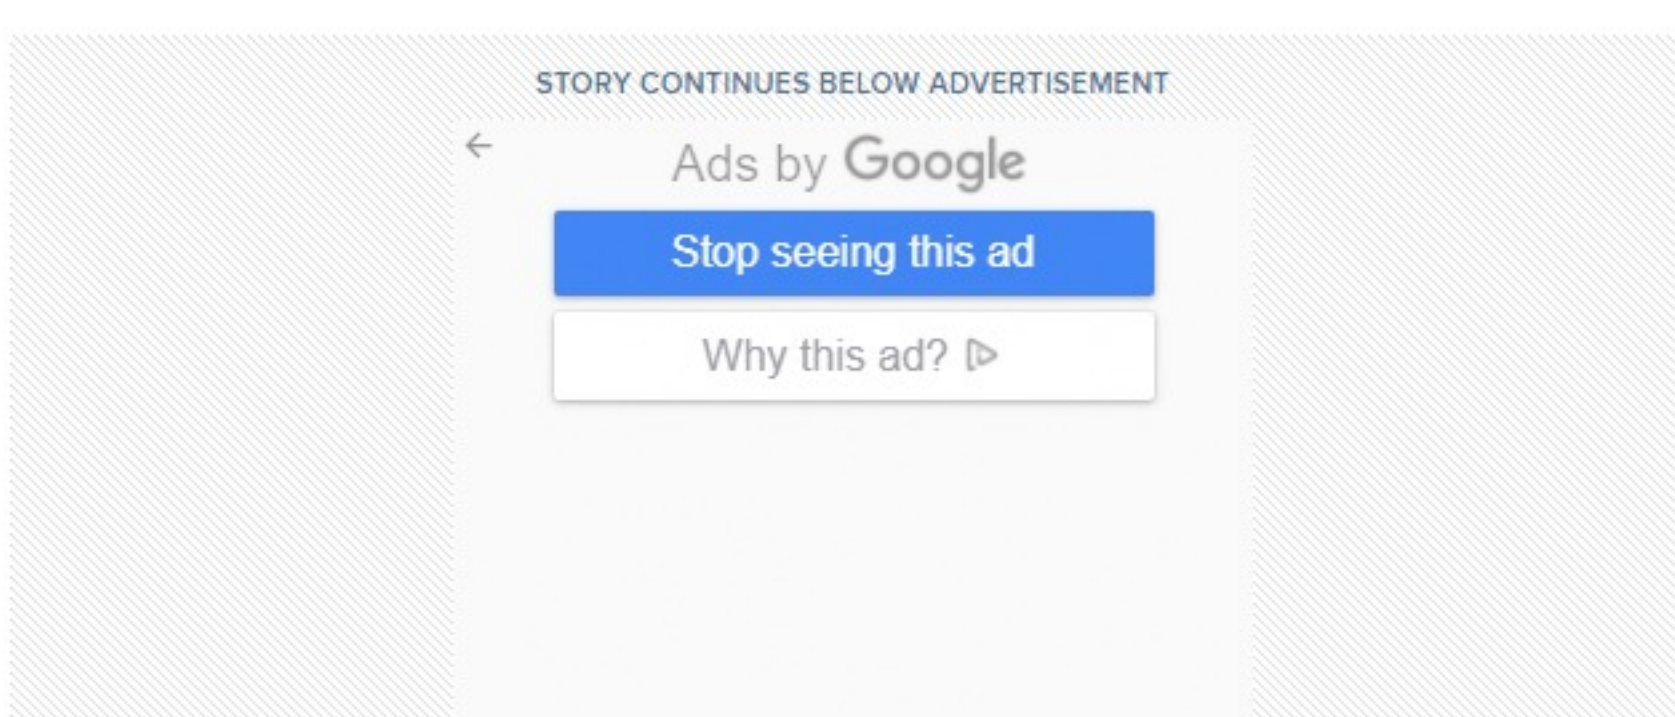 STORY CONTINUES BELOW ADVERTISEMENT
Ads by Google
Stop seeing this ad
Why this ad?